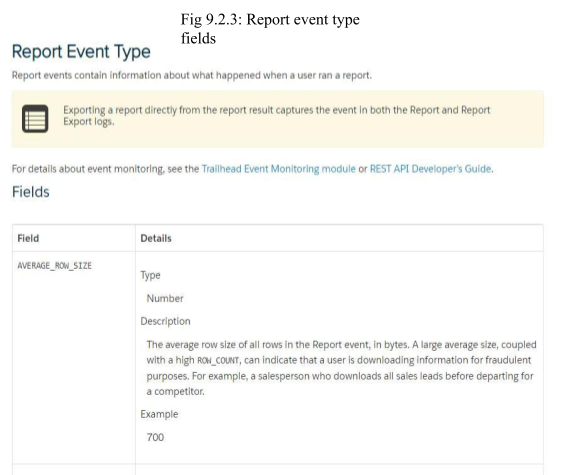 Fig 9.2.3: Report event type
fields
Report Event Type
Report events contain information about what happened when a user ran a report.
Exporting a report directly from the report result captures the event in both the Report and Report
Export logs.
For details about event monitoring, see the Trailhead Event Monitoring module or REST API Developer's Guide.
Fields
Field Details
AVERAGE_ROW_SIZE
Type
Number
Description
The average row size of all rows in the Report event, in bytes. A large average size, coupled
with a high ROW_COUNT, can indicate that a user is downloading information for fraudulent
purposes. For example, a salesperson who downloads all sales leads before departing for
a competitor.
Example
700